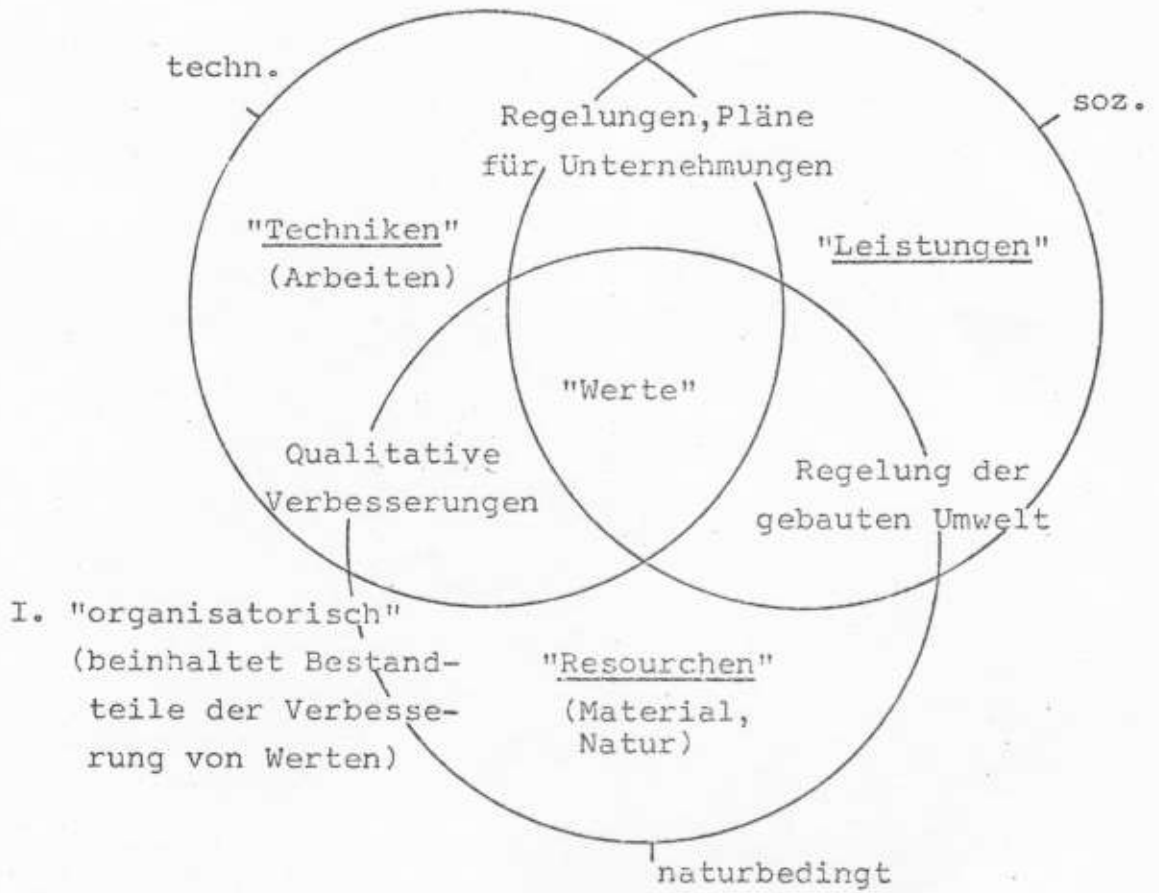 techn.
soz.
Regelungen,Pläne
für Unternehmungen
"Techniken"
(Arbeiten)
"Leistungen"
"Werte"
Qualitative
Verbesserungen
Regelung der
gebauten Umwelt
I. "organisatorisch"
(beinhaltet Bestand-
teile der Verbesse-
rung von Werten)
"Resourchen"
(Material,
Natur)
naturbedingt